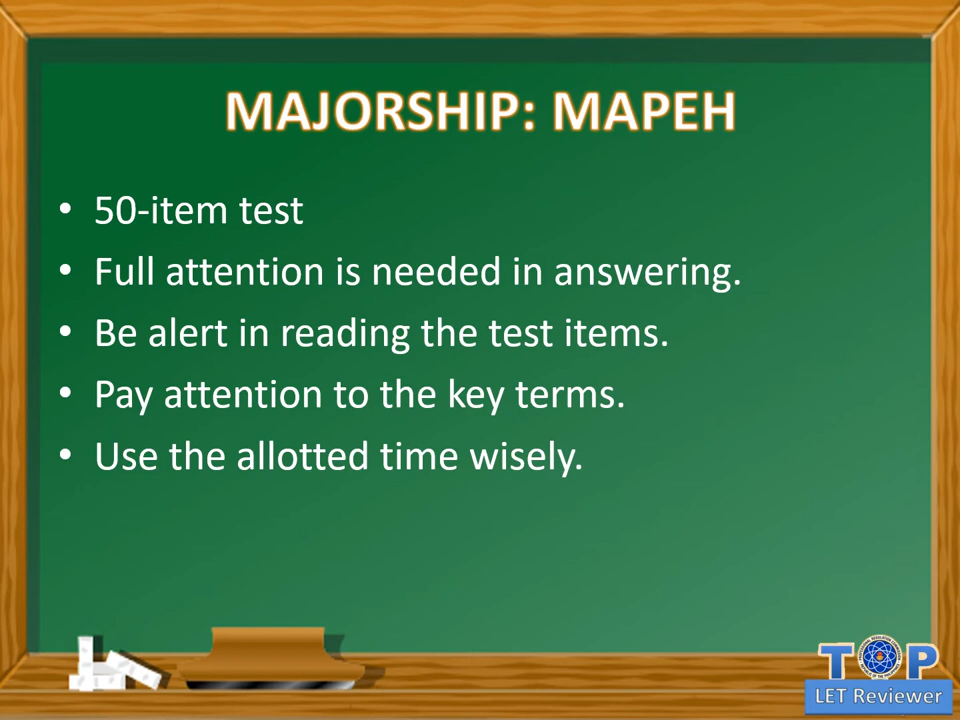 MAJORSHIP: MAPEH
• 50-item test
• Full attention is needed in answering.
• Be alert in reading the test items.
• Pay attention to the key terms.
• Use the allotted time wisely.
TOP
LET Reviewer